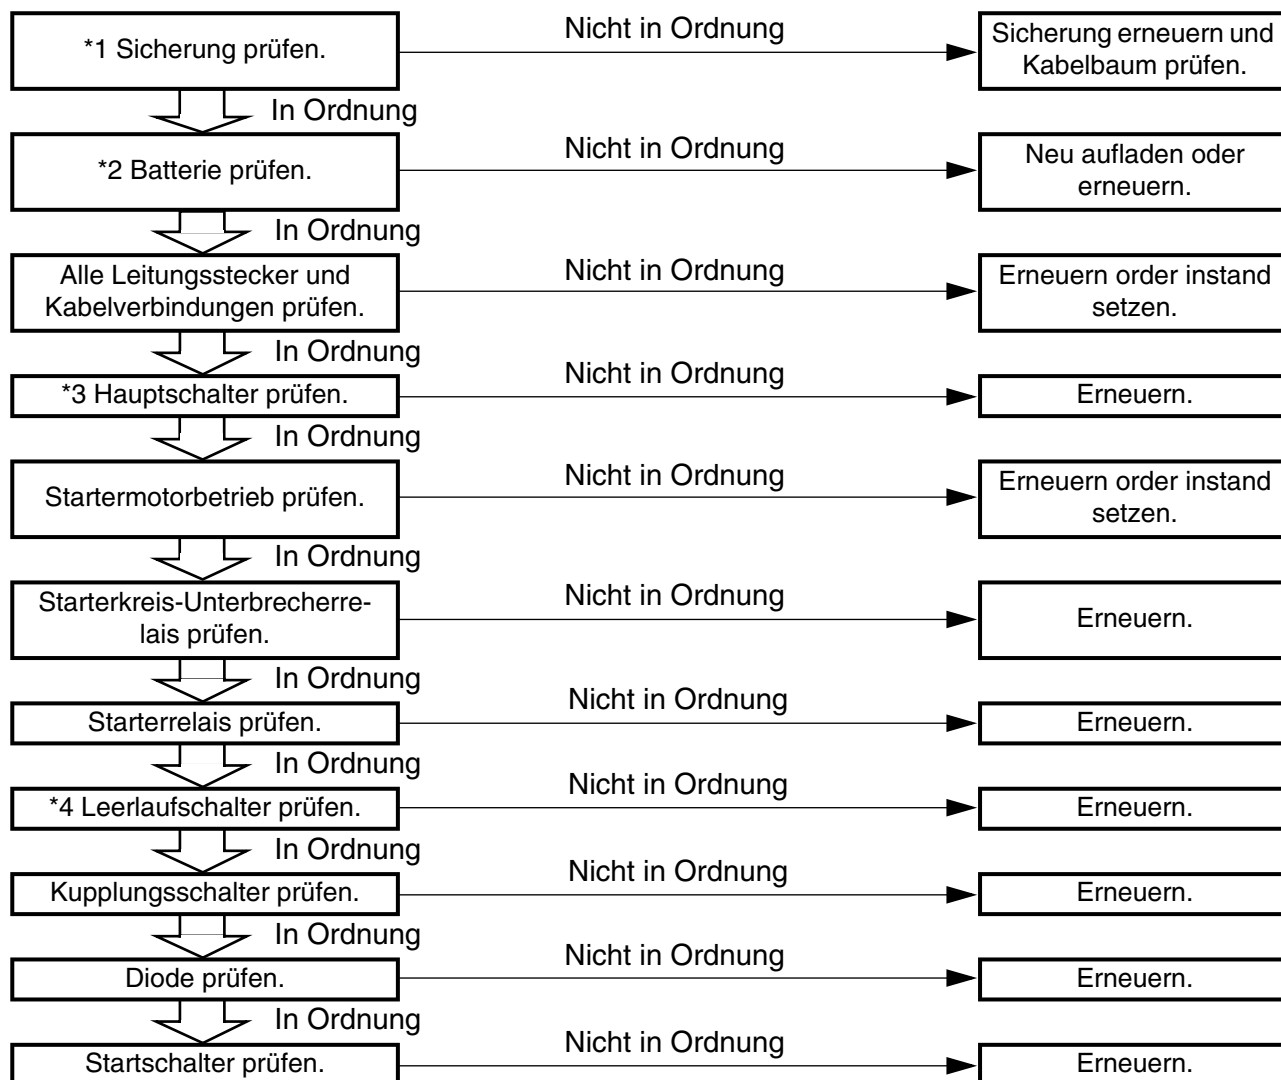 *1 Sicherung prüfen.
Nicht in Ordnung
Sicherung erneuern und
Kabelbaum prüfen.
In Ordnung
*2 Batterie prüfen.
Nicht in Ordnung
Neu aufladen oder
erneuern.
In Ordnung
Alle Leitungsstecker und
Kabelverbindungen prüfen.
Nicht in Ordnung
Erneuern order instand
setzen.
In Ordnung
*3 Hauptschalter prüfen.
Nicht in Ordnung
Erneuern.
In Ordnung
Startermotorbetrieb prüfen.
Nicht in Ordnung
Erneuern order instand
setzen.
In Ordnung
Starterkreis-Unterbrecherre-
lais prüfen.
Nicht in Ordnung
Erneuern.
In Ordnung
Starterrelais prüfen.
Nicht in Ordnung
Erneuern.
In Ordnung
*4 Leerlaufschalter prüfen.
Nicht in Ordnung
Erneuern.
In Ordnung
Kupplungsschalter prüfen.
Nicht in Ordnung
Erneuern.
In Ordnung
Diode prüfen.
Nicht in Ordnung
Erneuern.
In Ordnung
Startschalter prüfen.
Nicht in Ordnung
Erneuern.